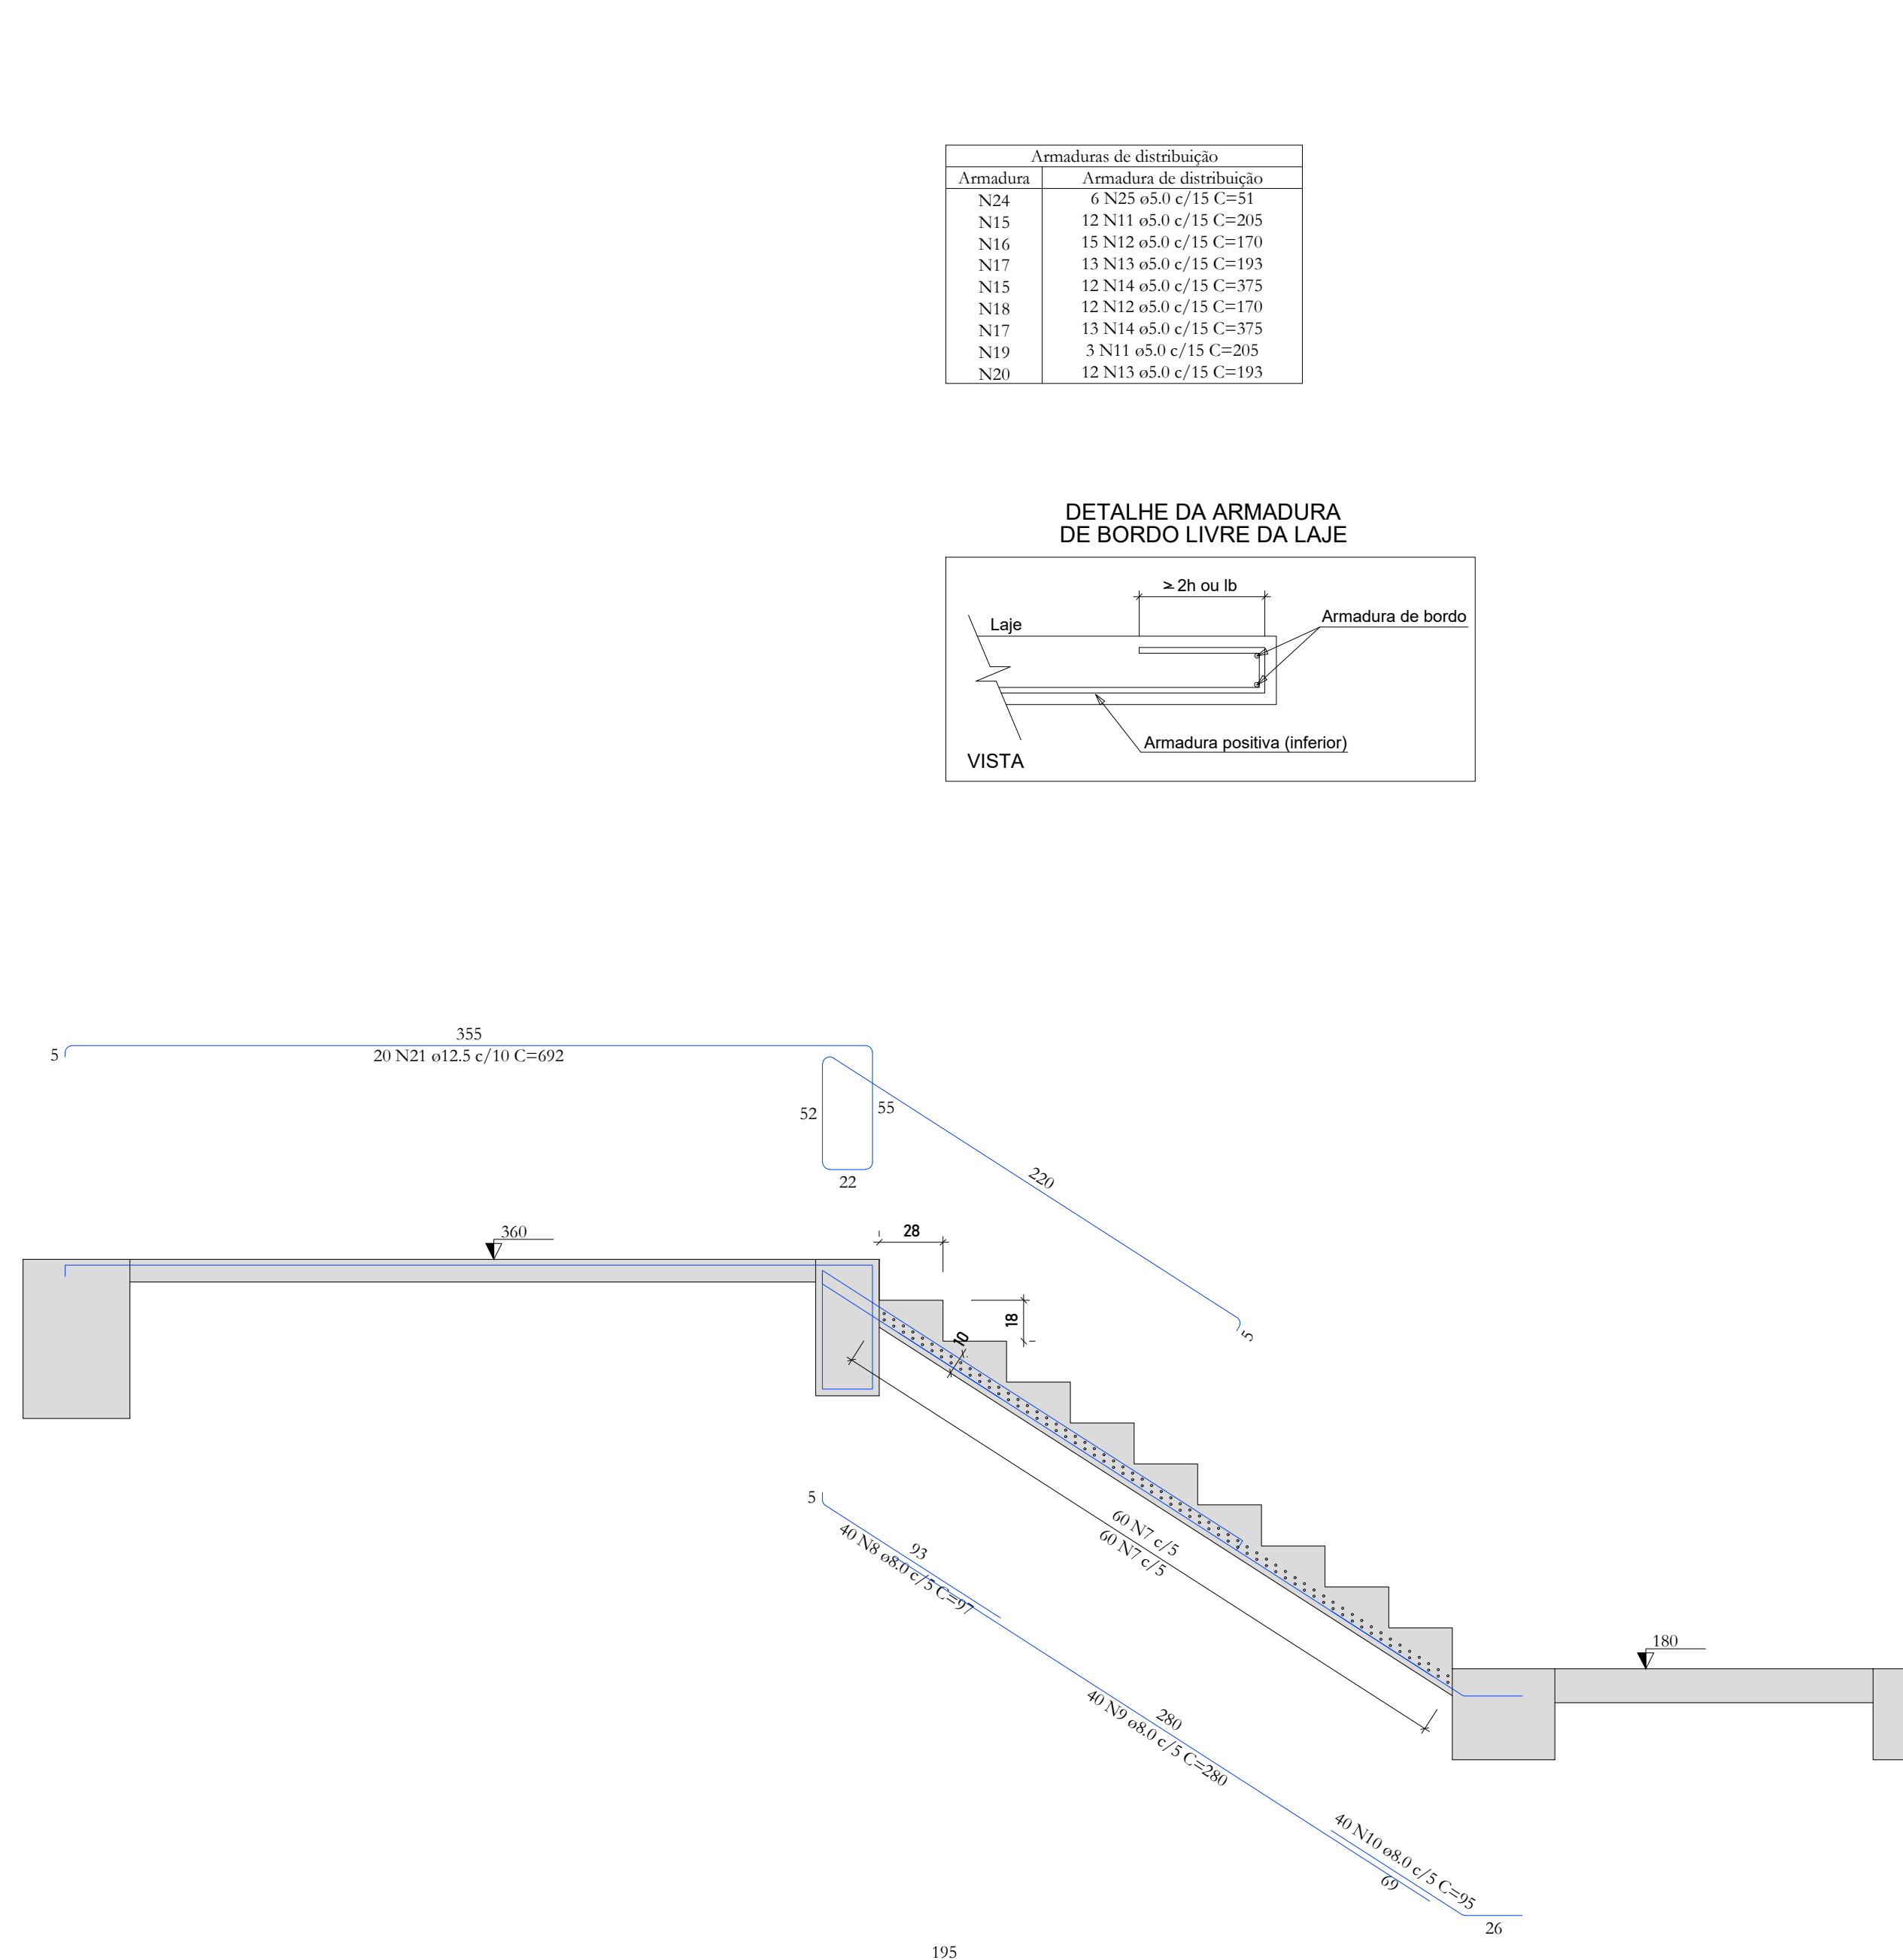 Armaduras de distribuição
Armadura Armadura de distribuição
N24 6 N25 ø5.0 c/15 C=51
N15 12 N11 ø5.0 c/15 C=205
N16 15 N12 ø5.0 c/15 C=170
N17 13 N13 ø5.0 c/15 C=193
N15 12 N14 ø5.0 c/15 C=375
N18 12 N12 ø5.0 c/15 C=170
N17 13 N14 ø5.0 c/15 C=375
N19 3 N11 ø5.0 c/15 C=205
N20 12 N13 ø5.0 c/15 C=193
DETALHE DA ARMADURA
DE BORDO LIVRE DA LAJE
≥ 2h ou lb
Armadura de bordo
Laje
Armadura positiva (inferior)
VISTA
355
5
20 N21 ø12.5 c/10 C=692
52
55
22
220
5
360
28
18
10
60 N7 c/5
60 N7 c/5
180
5
93
40 N8 ø8.0 c/5 C=97
280
40 N9 ø8.0 c/5 C=280
40 N10 ø8.0 c/5 C=95
69
26
195